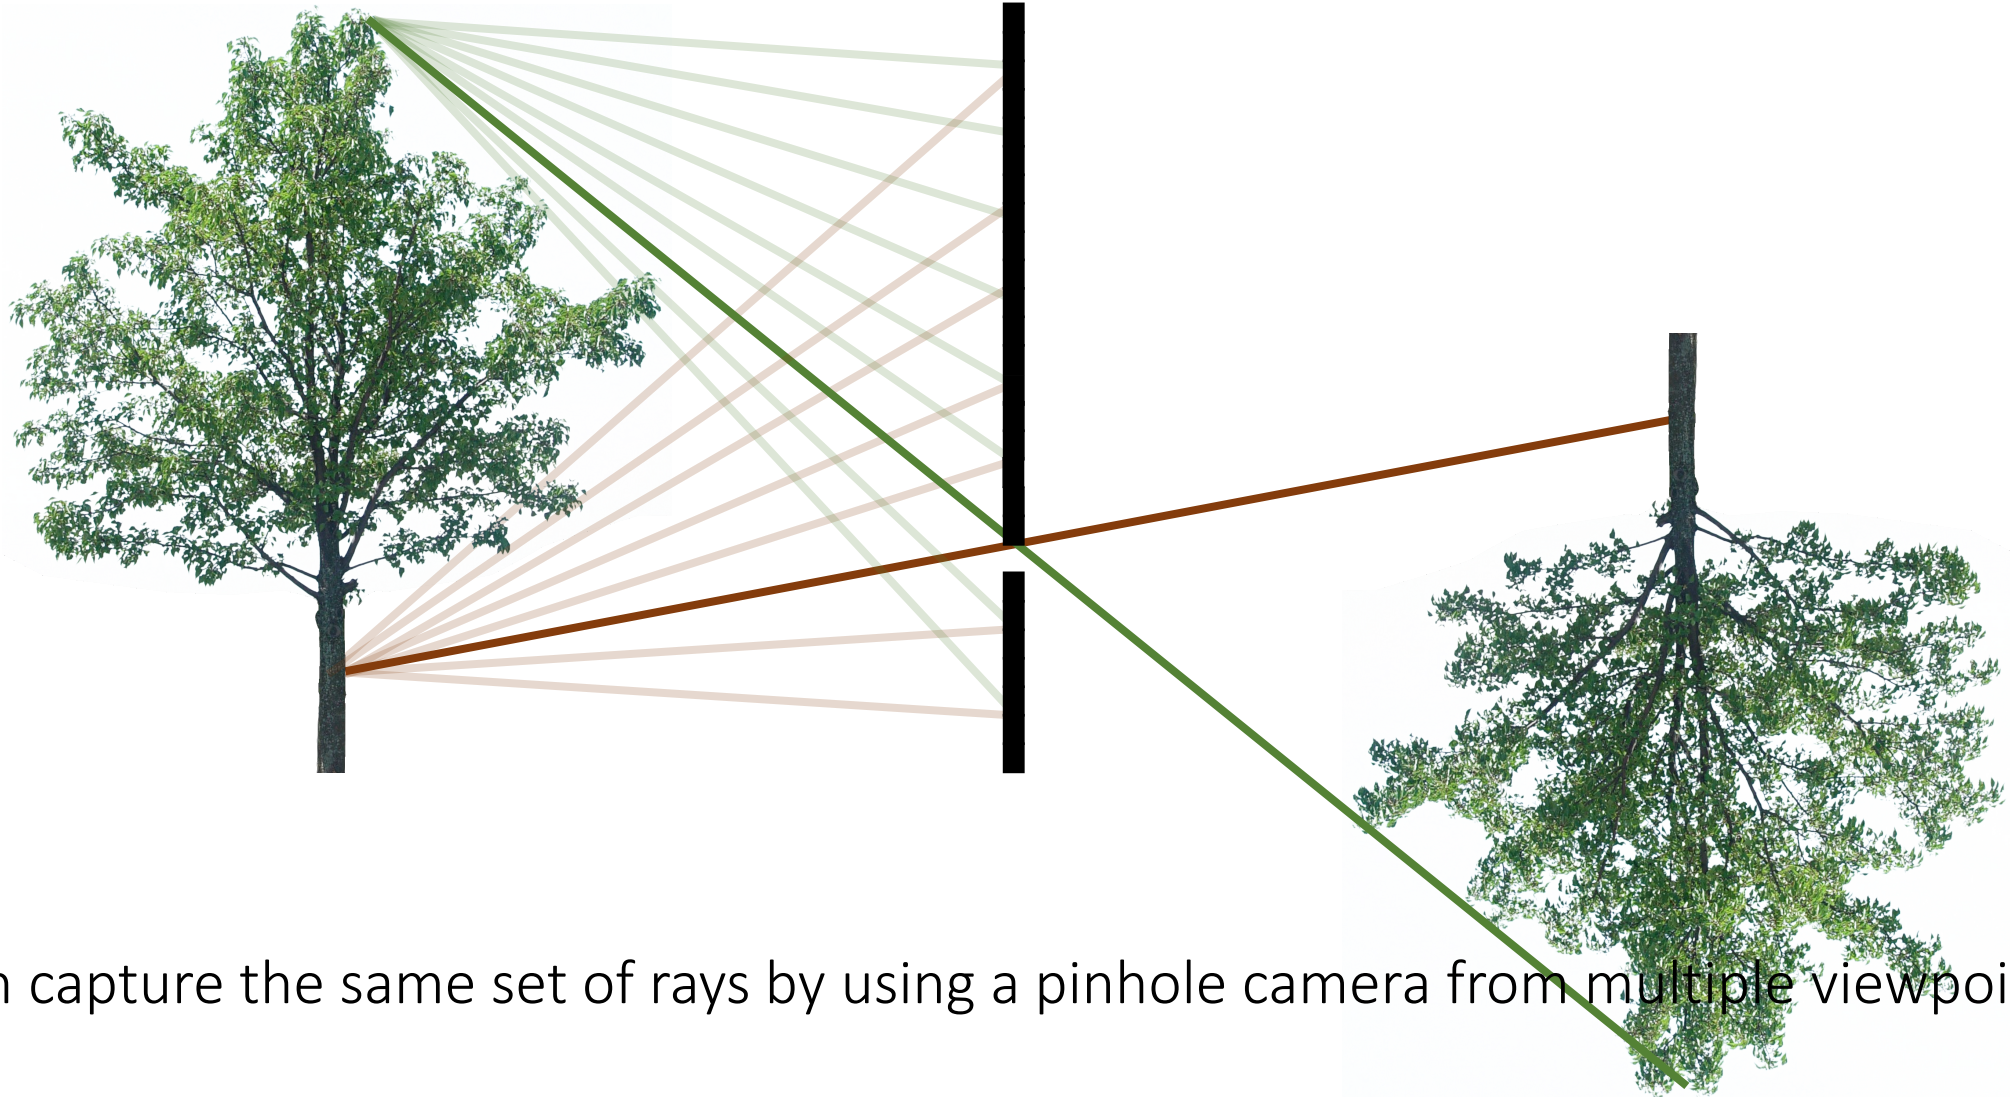 capture the same set of rays by using a pinhole camera from multiple